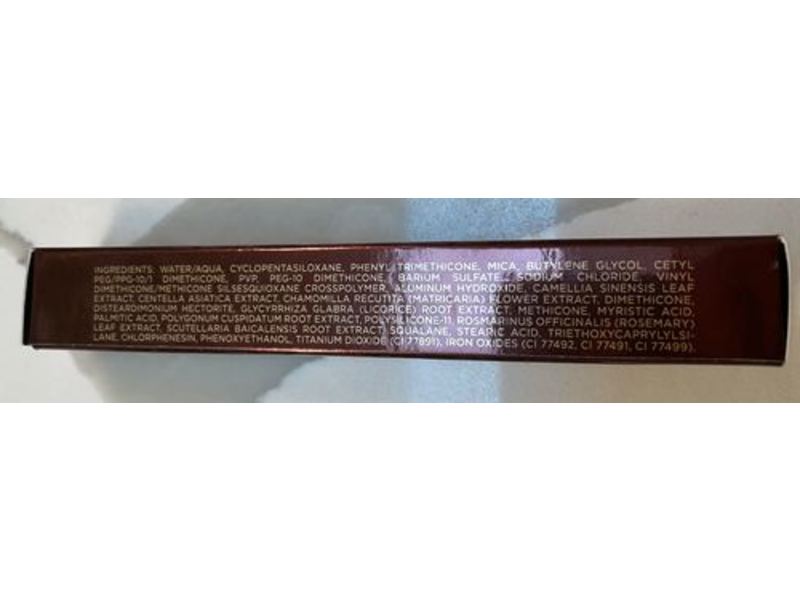 INGREDIENTS: WATER/AQUA, CYCLOPENTASILOXANE, PHENYL TRIMETHICONE, MICA, BUTYLENE GLYCOL, CETYL
PEG/PPG-10/1 DIMETHICONE, PVP, PEG-10 DIMETHICONE, BARIUM SULFATE, SODIUM CHLORIDE, VINYL
DIMETHICONE/METHICONE SILSESQUIOXANE CROSSPOLYMER, ALUMINUM HYDROXIDE, CAMELLIA SINENSIS LEAF
EXTRACT, CENTELLA ASIATICA EXTRACT, CHAMOMILLA RECUTITA (MATRICARIA) FLOWER EXTRACT, DIMETHICONE,
DISTEARDIMONIUM HECTORITE, GLYCYRRHIZA GLABRA (LICORICE) ROOT EXTRACT, METHICONE, MYRISTIC ACID,
PALMITIC ACID, POLYGONUM CUSPIDATUM ROOT EXTRACT, POLYSILICONE-11, ROSMARINUS OFFICINALIS (ROSEMARY)
LEAF EXTRACT, SCUTELLARIA BAICALENSIS ROOT EXTRACT, SQUALANE, STEARIC ACID, TRIETHOXYCAPRYLYLSI-
LANE, CHLORPHENESIN, PHENOXYETHANOL, TITANIUM DIOXIDE (CI 77891), IRON OXIDES (CI 77492, CI 77491, CI 77499).